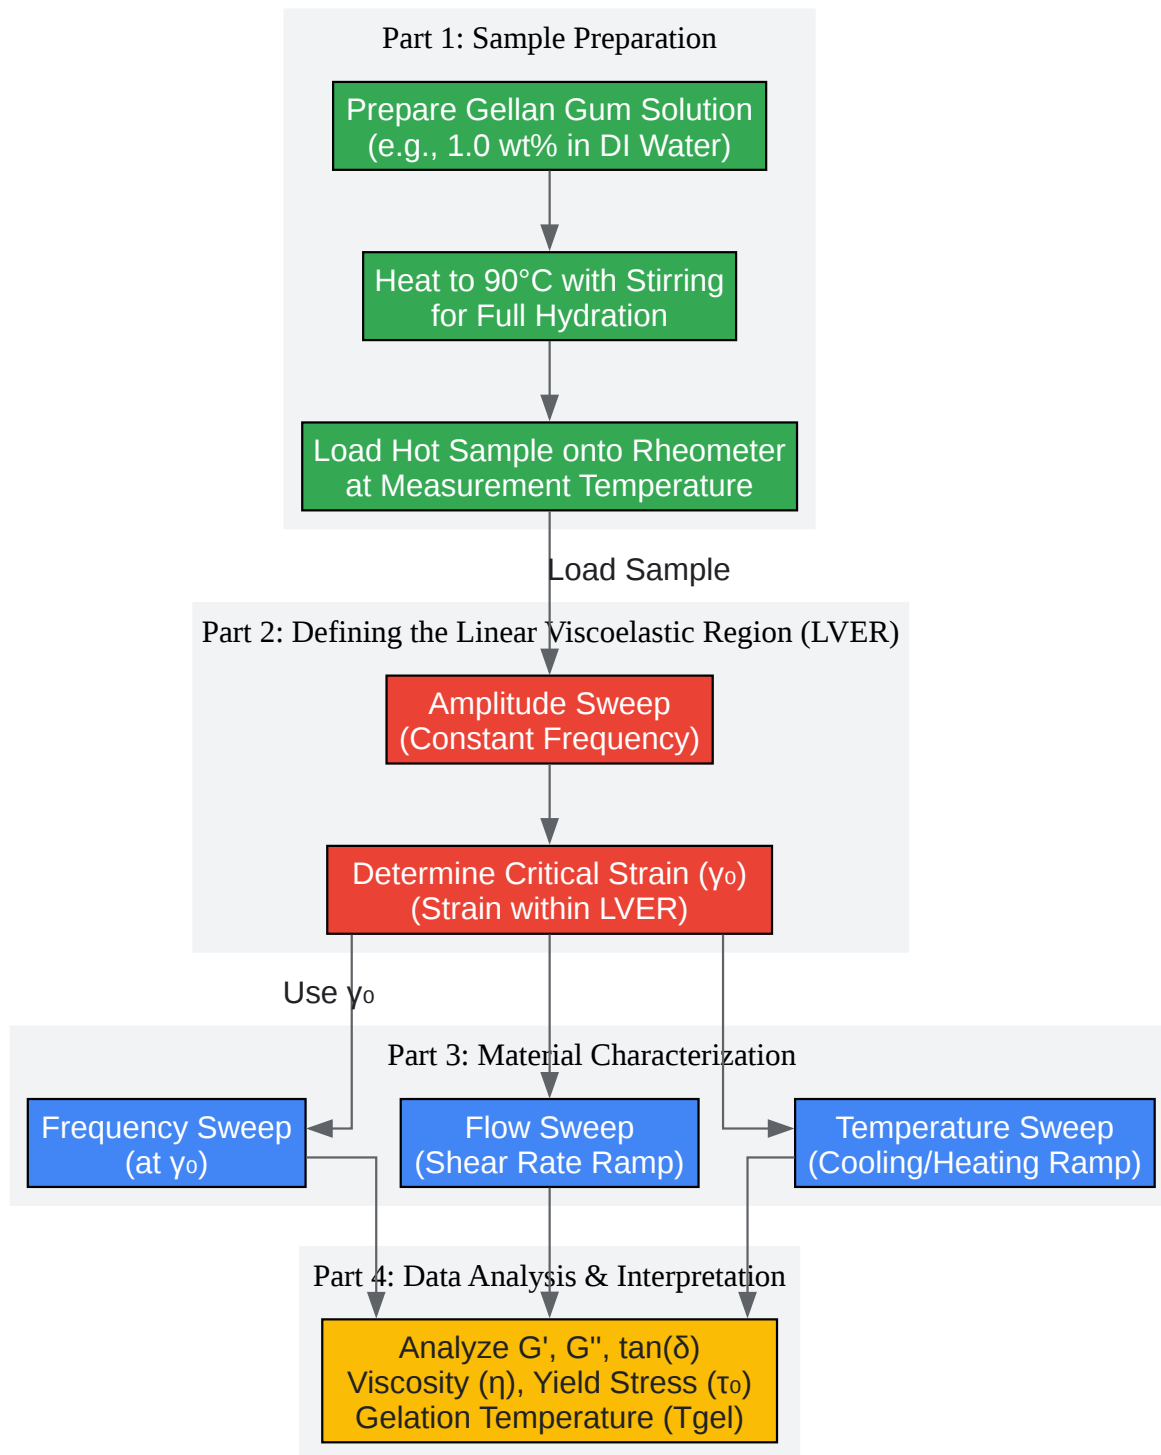 Part 1: Sample Preparation
Prepare Gellan Gum Solution
(e.g., 1.0 wt% in DI Water)
Heat to 90°C with Stirring
for Full Hydration
Load Hot Sample onto Rheometer
at Measurement Temperature
Load Sample
Part 2: Defining the Linear Viscoelastic Region (LVER)
Amplitude Sweep
(Constant Frequency)
Determine Critical Strain (γ₀)
(Strain within LVER)
Use γ₀
Part 3: Material Characterization
Frequency Sweep
(at γ₀)
Flow Sweep
(Shear Rate Ramp)
Temperature Sweep
(Cooling/Heating Ramp)
Part 4: Data Analysis & Interpretation
Analyze G', G'', tan(δ)
Viscosity (η), Yield Stress (τ₀)
Gelation Temperature (Tgel)